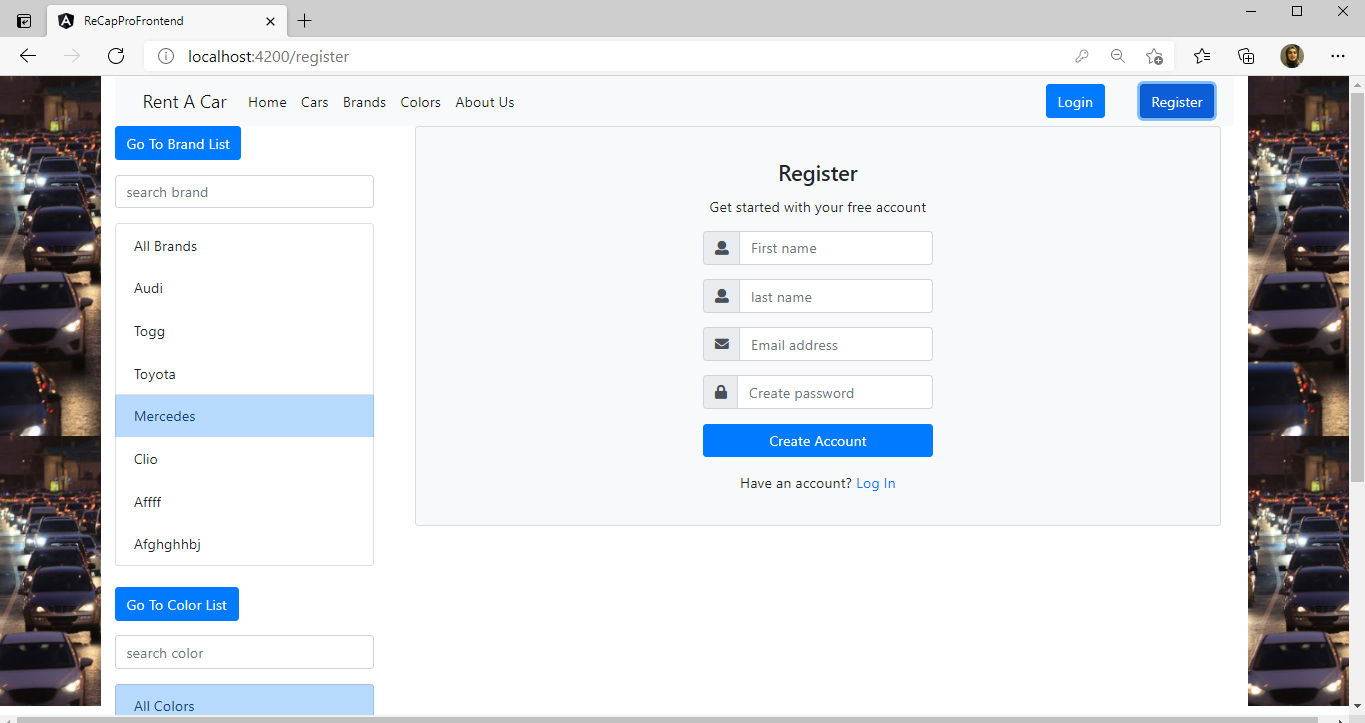 ReCapProFrontend
localhost:4200/register
Rent A Car Home Cars Brands Colors About Us Login Register
Go To Brand List
search brand
All Brands
Audi
Togg
Toyota
Mercedes
Clio
Affff
Afghghhbj
Go To Color List
search color
All Colors
Register
Get started with your free account
First name
last name
Email address
Create password
Create Account
Have an account? Log In